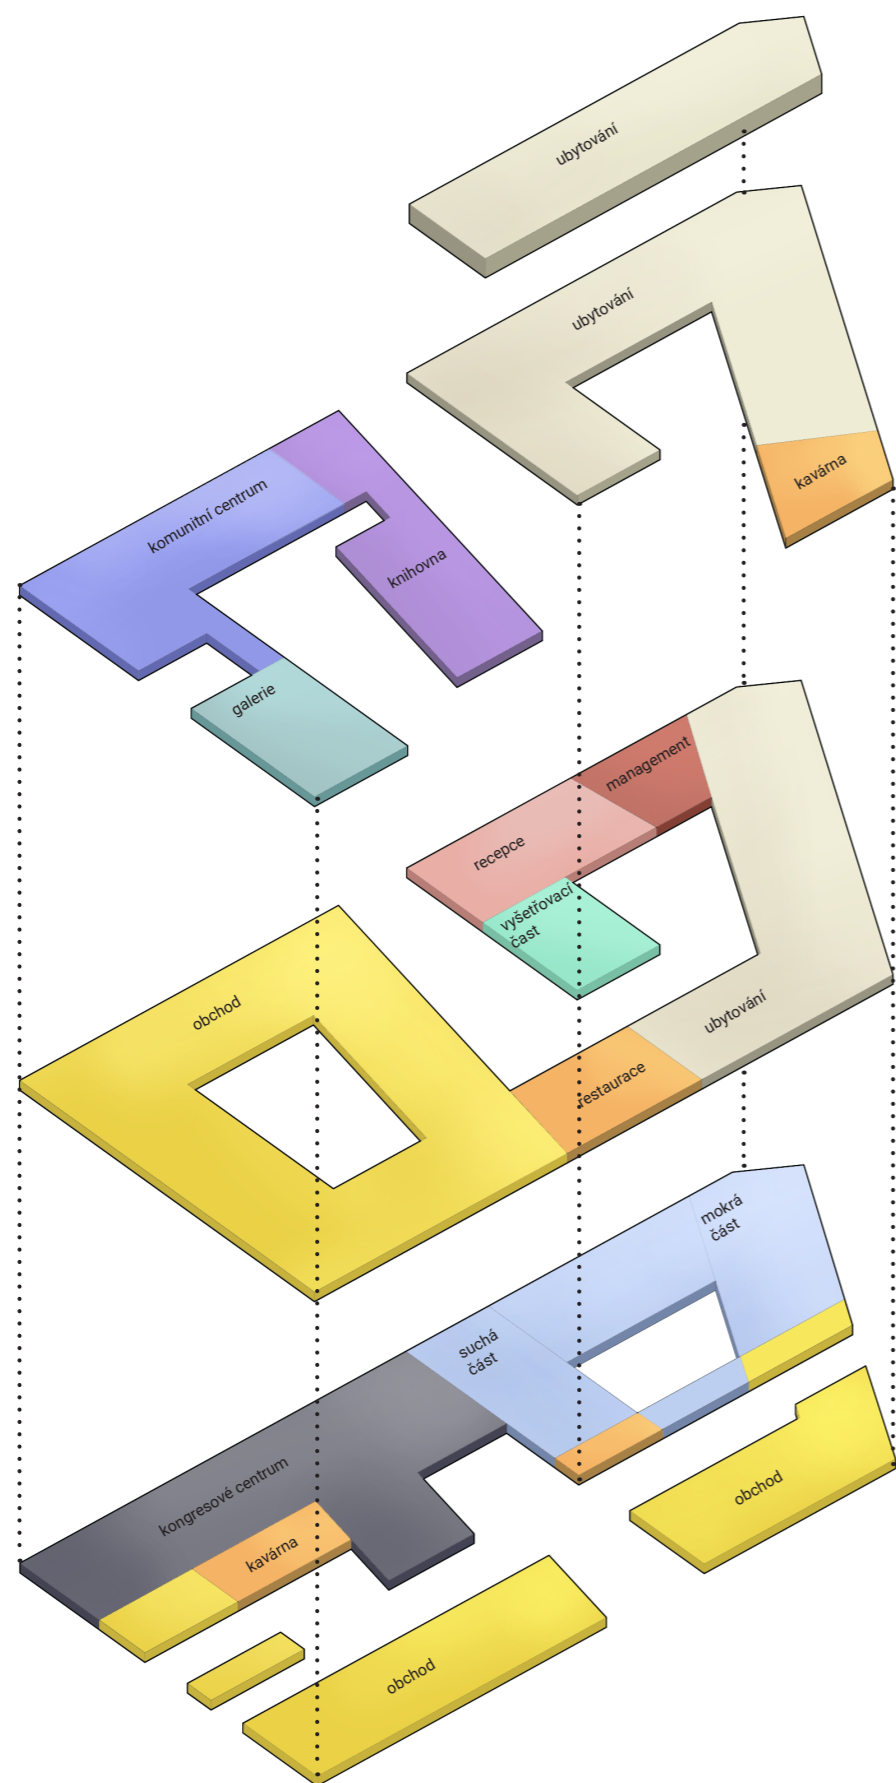 ubytování
ubytování
kavárna
komunitní centrum
knihovna
galerie
management
recepce
vyšetřovací
čast
obchod
ubytování
restaurace
mokrá
část
suchá
část
kongresové centrum
kavárna
obchod
obchod